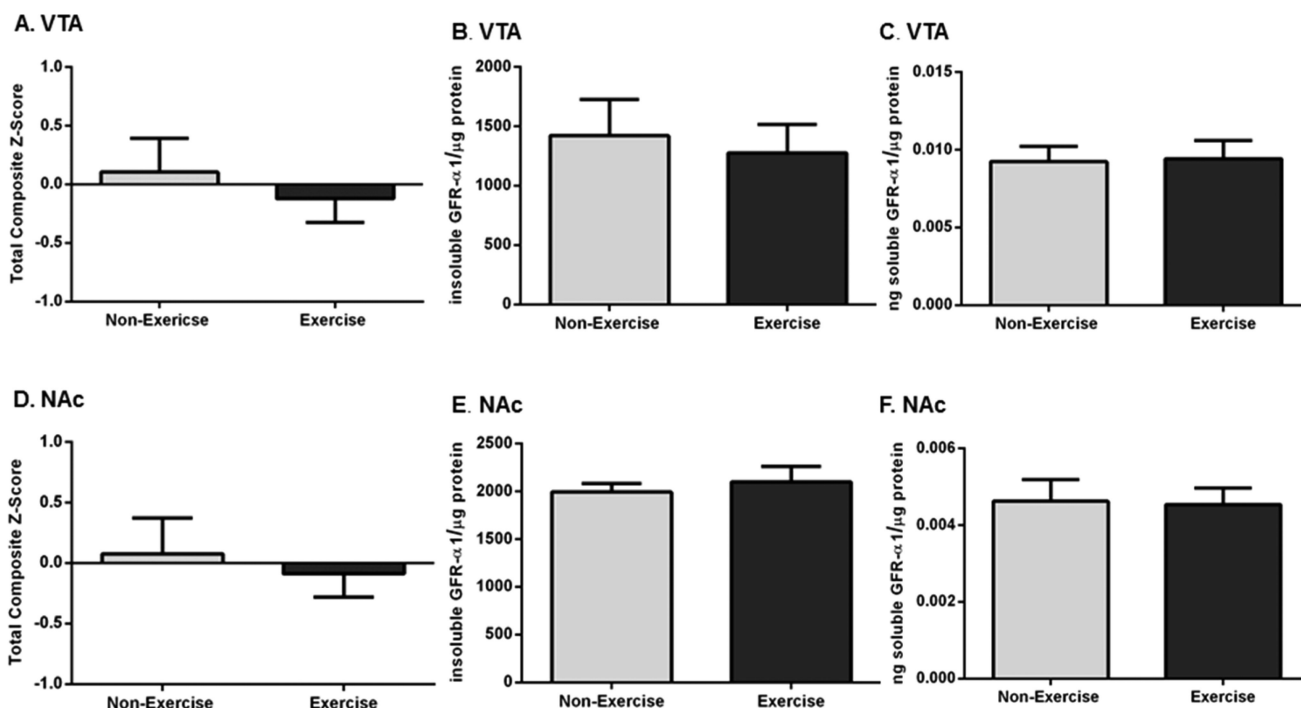 A. VTA
Total Composite Z-Score
1.0
0.5
0.0
-0.5
-1.0
Non-Exericse
Exercise
B. VTA
insoluble GFR-α1/µg protein
2000
1500
1000
500
0
Non-Exercise
Exercise
C. VTA
ng soluble GFR-α1/µg protein
0.015
0.010
0.005
0.000
Non-Exercise
Exercise
D. NAc
Total Composite Z-Score
1.0
0.5
0.0
-0.5
-1.0
Non-Exercise
Exercise
E. NAc
insoluble GFR-α1/µg protein
2500
2000
1500
1000
500
0
Non-Exercise
Exercise
F. NAc
ng soluble GFR-α1/µg protein
0.006
0.004
0.002
0.000
Non-Exercise
Exercise